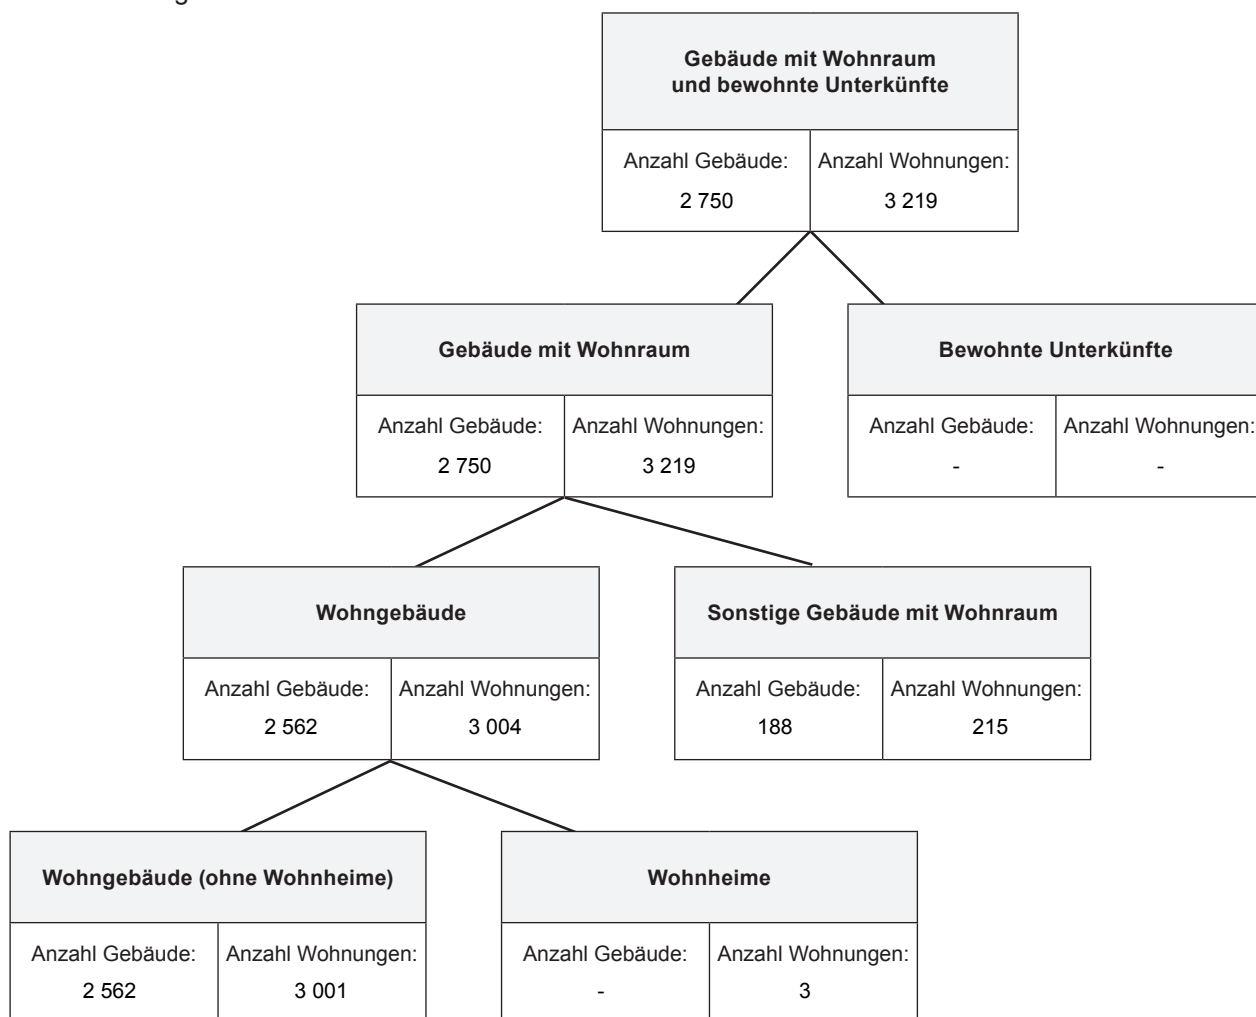 Gebäude mit Wohnraum
und bewohnte Unterkünfte
Anzahl Gebäude: Anzahl Wohnungen:
2 750 3 219
Gebäude mit Wohnraum Bewohnte Unterkünfte
Anzahl Gebäude: Anzahl Wohnungen: Anzahl Gebäude: Anzahl Wohnungen:
2 750 3 219 - -
Wohngebäude Sonstige Gebäude mit Wohnraum
Anzahl Gebäude: Anzahl Wohnungen: Anzahl Gebäude: Anzahl Wohnungen:
2 562 3 004 188 215
Wohngebäude (ohne Wohnheime) Wohnheime
Anzahl Gebäude: Anzahl Wohnungen: Anzahl Gebäude: Anzahl Wohnungen:
2 562 3 001 - 3